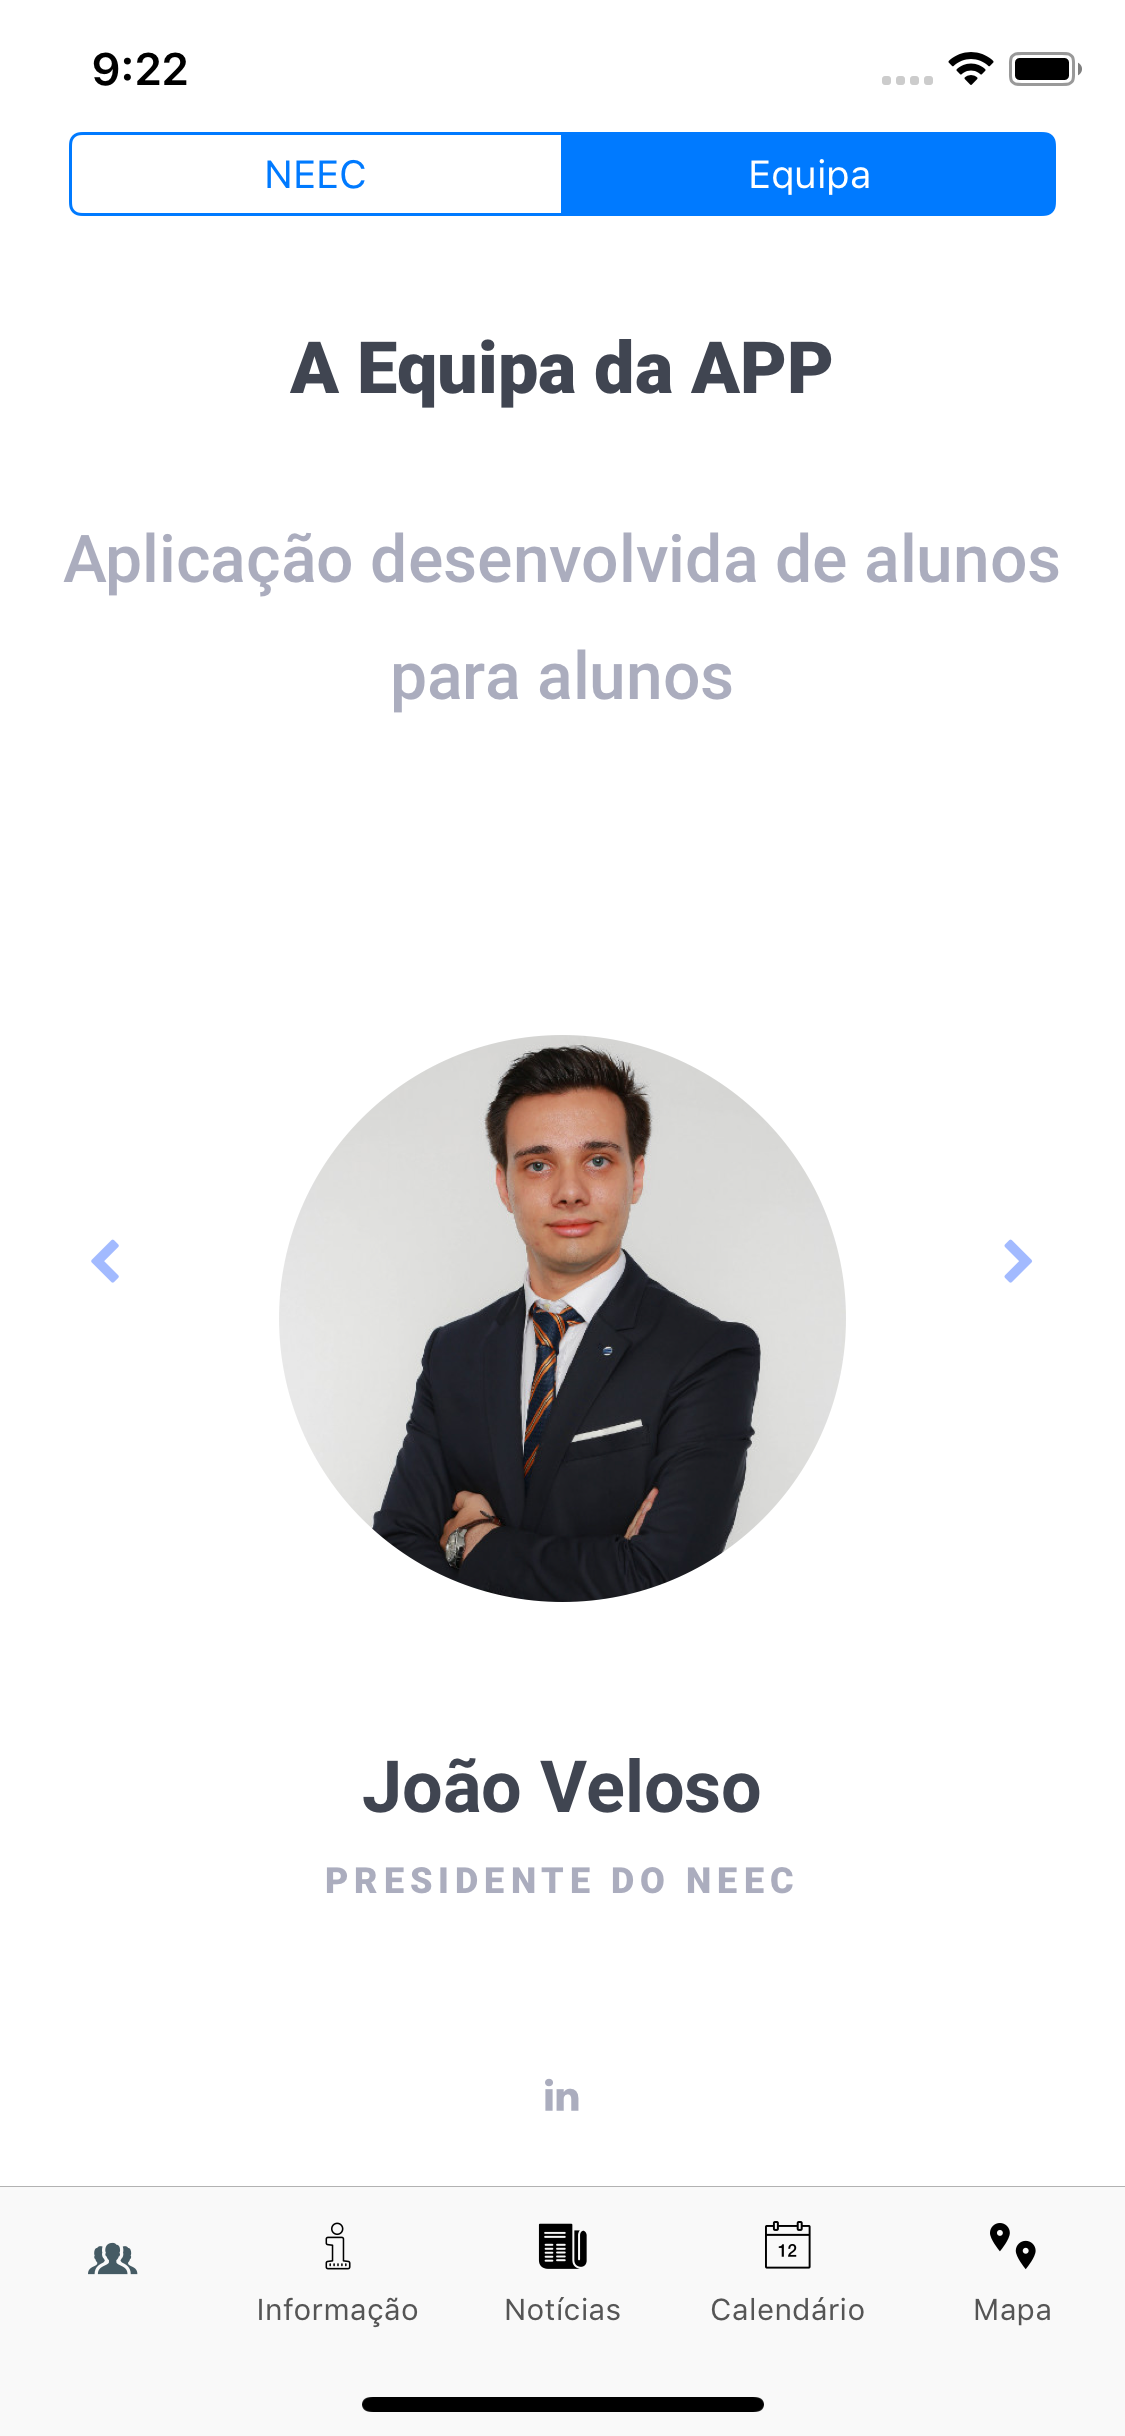 9:22
NEEC
Equipa
A Equipa da APP
Aplicação desenvolvida de alunos
para alunos
João Veloso
PRESIDENTE DO NEEC
in
12
Informação
Notícias
Calendário
Mapa